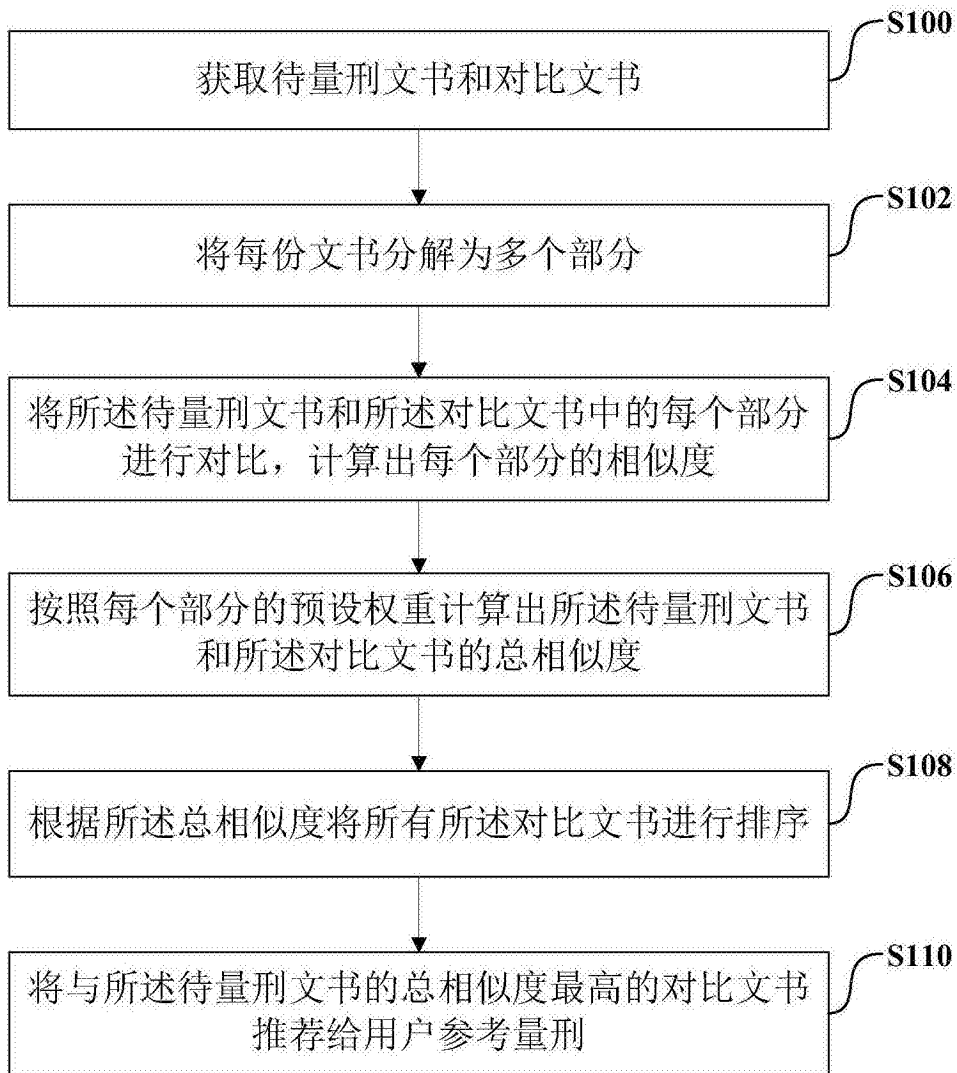 S100
获取待量刑文书和对比文书
S102
将每份文书分解为多个部分
S104
将所述待量刑文书和所述对比文书中的每个部分
进行对比，计算出每个部分的相似度
S106
按照每个部分的预设权重计算出所述待量刑文书
和所述对比文书的总相似度
S108
根据所述总相似度将所有所述对比文书进行排序
S110
将与所述待量刑文书的总相似度最高的对比文书
推荐给用户参考量刑